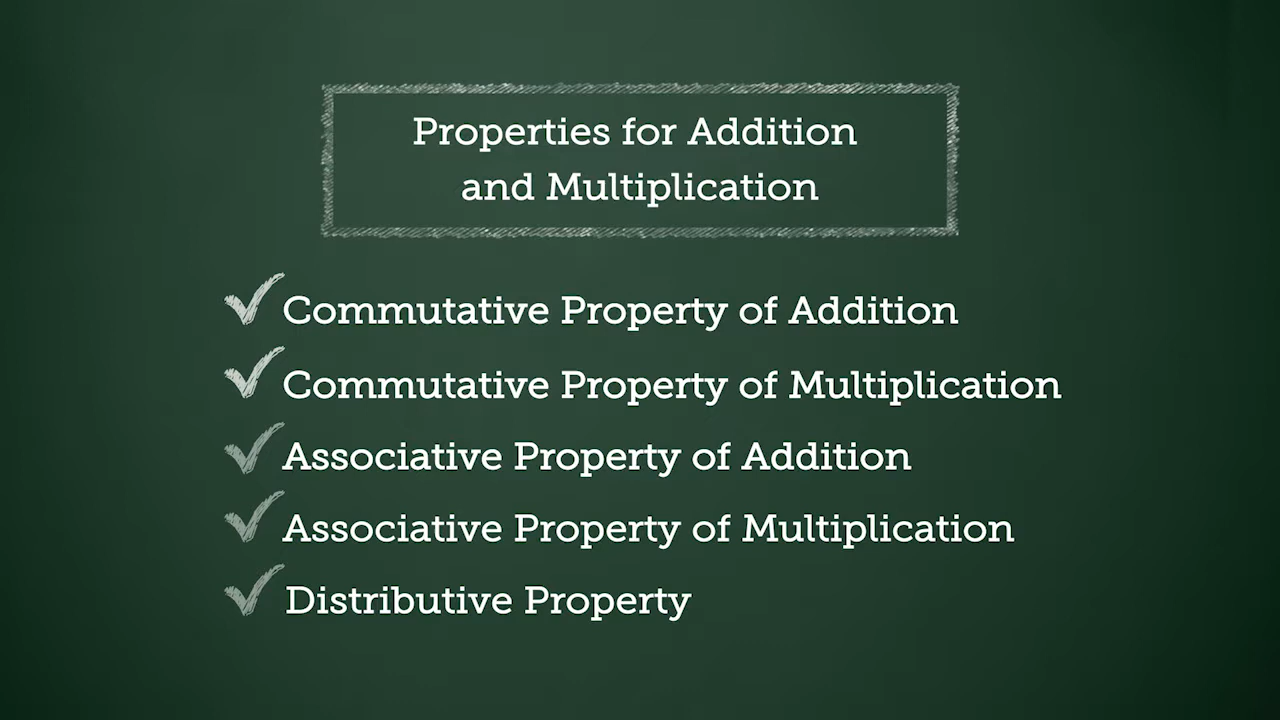 Properties for Addition
and Multiplication
Commutative Property of Addition
Commutative Property of Multiplication
Associative Property of Addition
Associative Property of Multiplication
Distributive Property